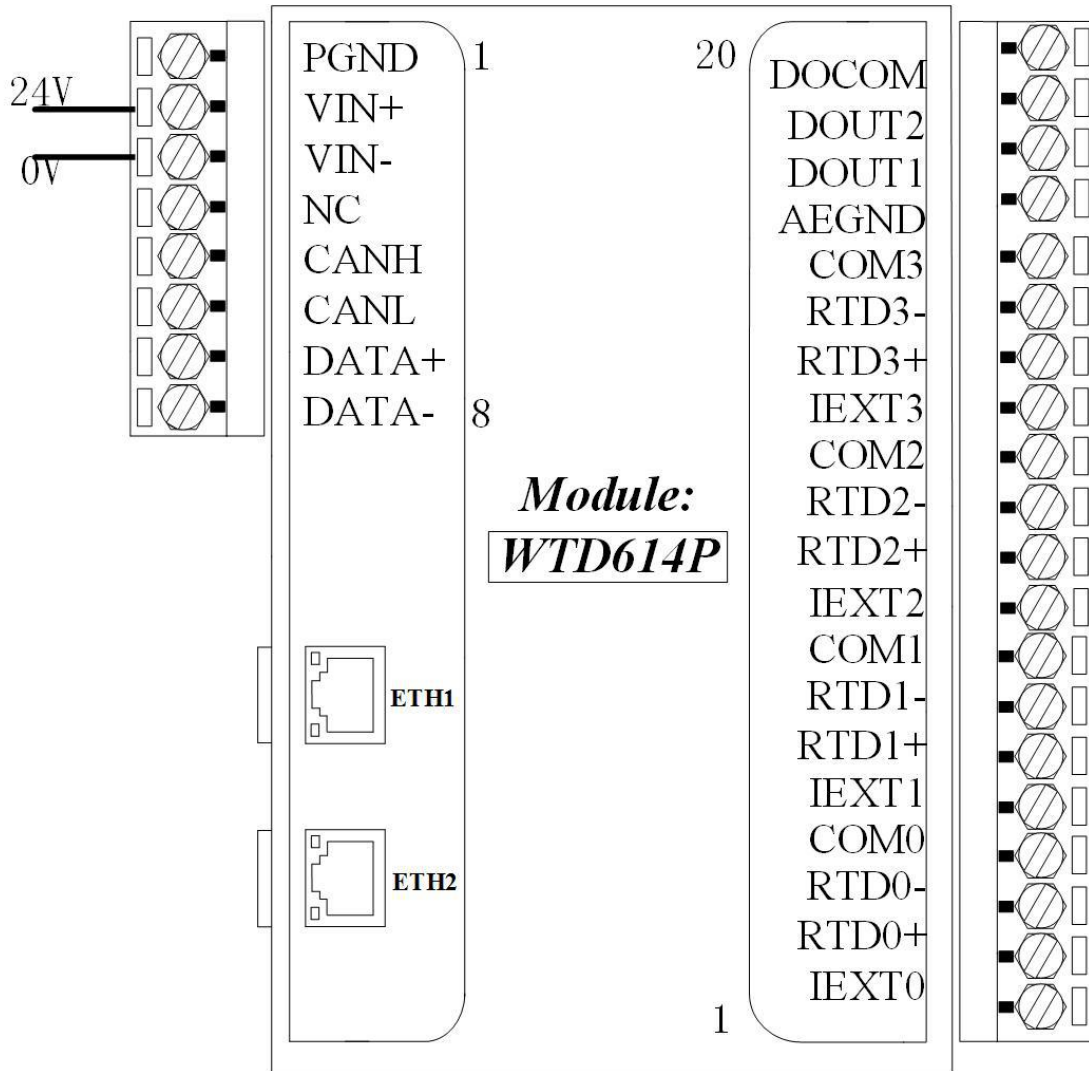 24V
0V
PGND 1
VIN+
VIN-
NC
CANH
CANL
DATA+
DATA- 8
Module:
WTD614P
ETH1
ETH2
20 DOCOM
DOUT2
DOUT1
AEGND
COM3
RTD3-
RTD3+
IEXT3
COM2
RTD2-
RTD2+
IEXT2
COM1
RTD1-
RTD1+
IEXT1
COM0
RTD0-
RTD0+
IEXT0
1